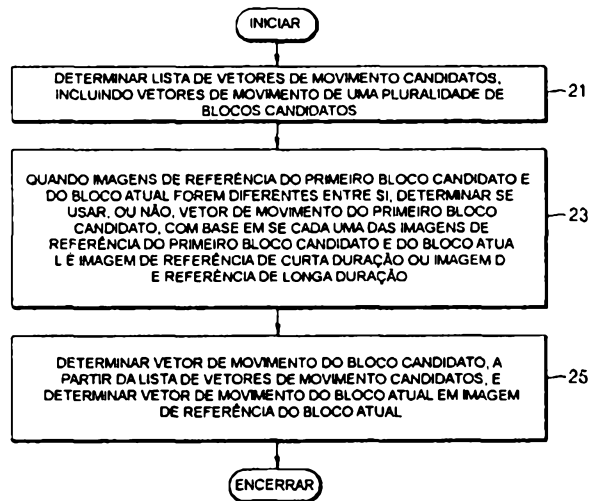 INICIAR
DETERMINAR LISTA DE VETORES DE MOVIMENTO CANDIDATOS,
INCLUINDO VETORES DE MOVIMENTO DE UMA PLURALIDADE DE
BLOCOS CANDIDATOS
21
QUANDO IMAGENS DE REFERÊNCIA DO PRIMEIRO BLOCO CANDIDATO E
DO BLOCO ATUAL FOREM DIFERENTES ENTRE SI, DETERMINAR SE
USAR, OU NÃO, VETOR DE MOVIMENTO DO PRIMEIRO BLOCO
CANDIDATO, COM BASE EM SE CADA UMA DAS IMAGENS DE
REFERÊNCIA DO PRIMEIRO BLOCO CANDIDATO E DO BLOCO ATUA
L É IMAGEM DE REFERÊNCIA DE CURTA DURAÇÃO OU IMAGEM D
E REFERÊNCIA DE LONGA DURAÇÃO
23
DETERMINAR VETOR DE MOVIMENTO DO BLOCO CANDIDATO, A
PARTIR DA LISTA DE VETORES DE MOVIMENTO CANDIDATOS, E
DETERMINAR VETOR DE MOVIMENTO DO BLOCO ATUAL EM IMAGEM
DE REFERÊNCIA DO BLOCO ATUAL
25
ENCERRAR